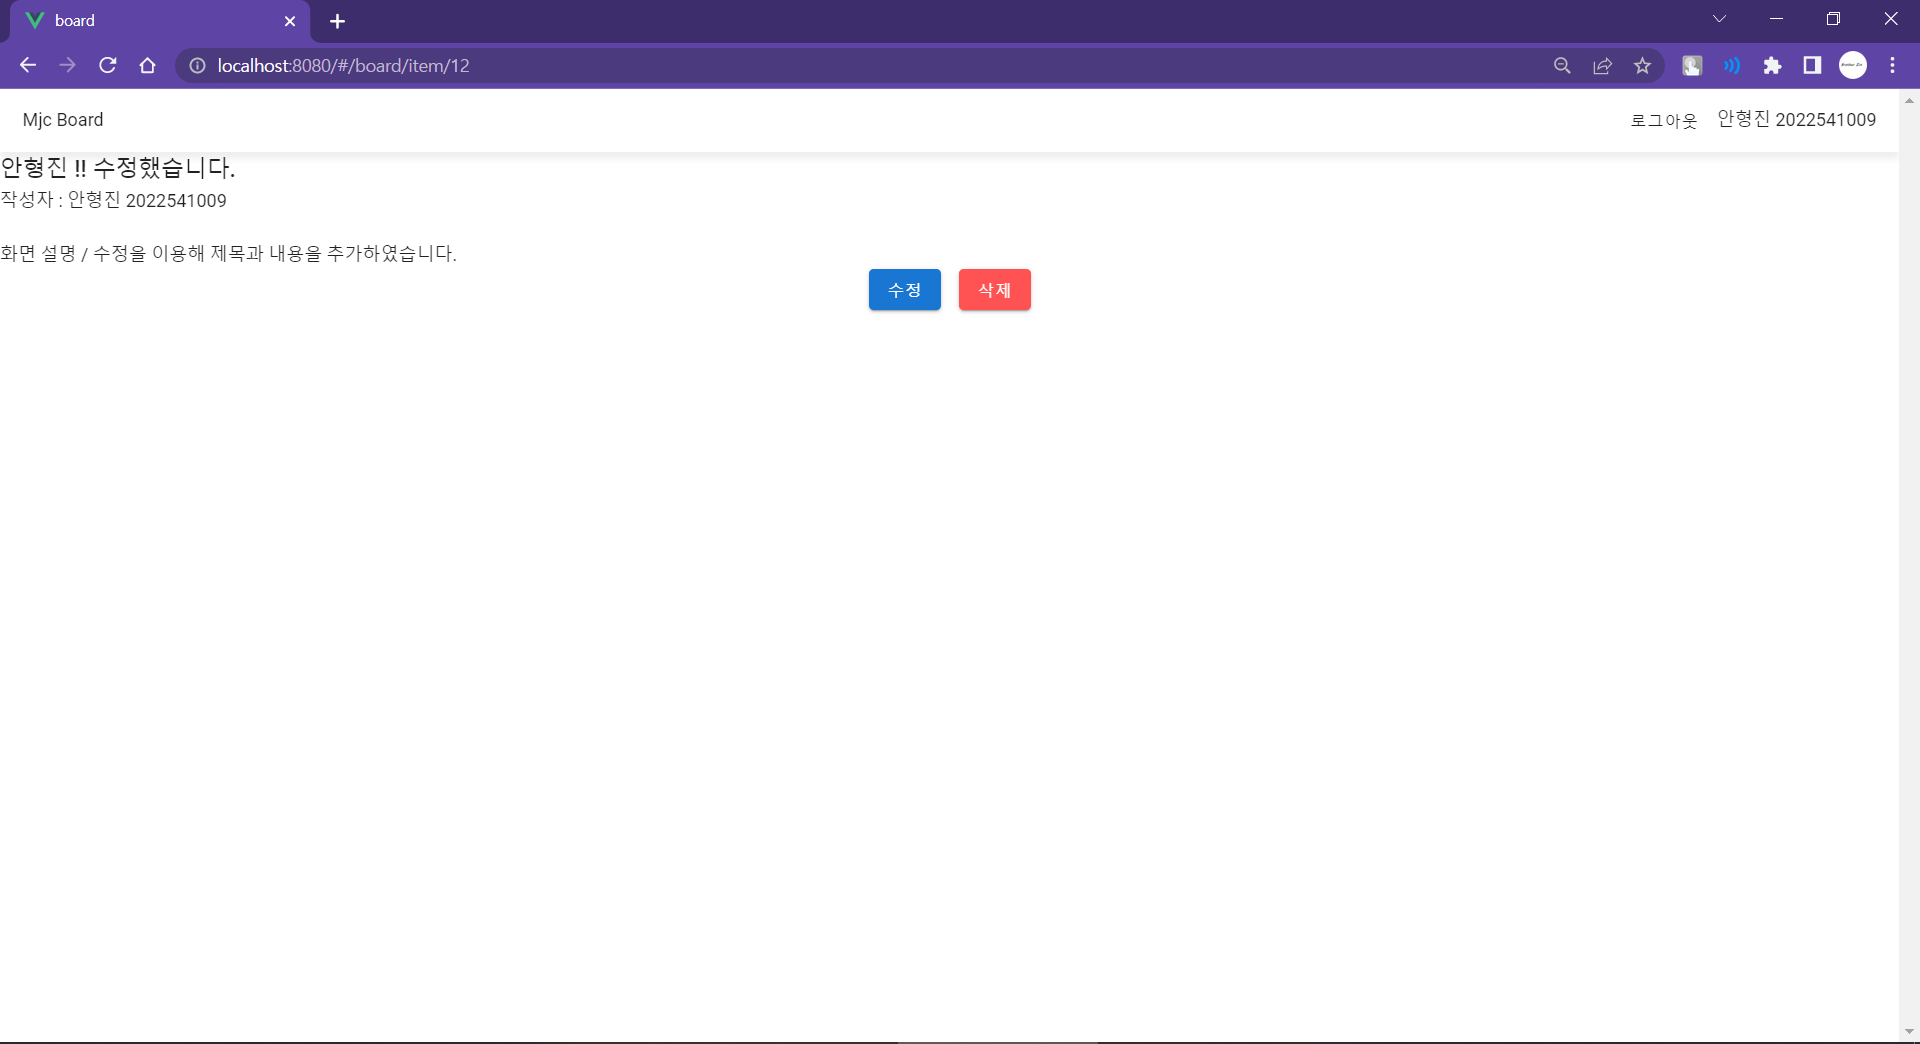 board
localhost:8080/#/board/item/12
Mjc Board
로그아웃 안형진 2022541009
안형진 !! 수정했습니다.
작성자 : 안형진 2022541009
화면 설명 / 수정을 이용해 제목과 내용을 추가하였습니다.
수정 삭제